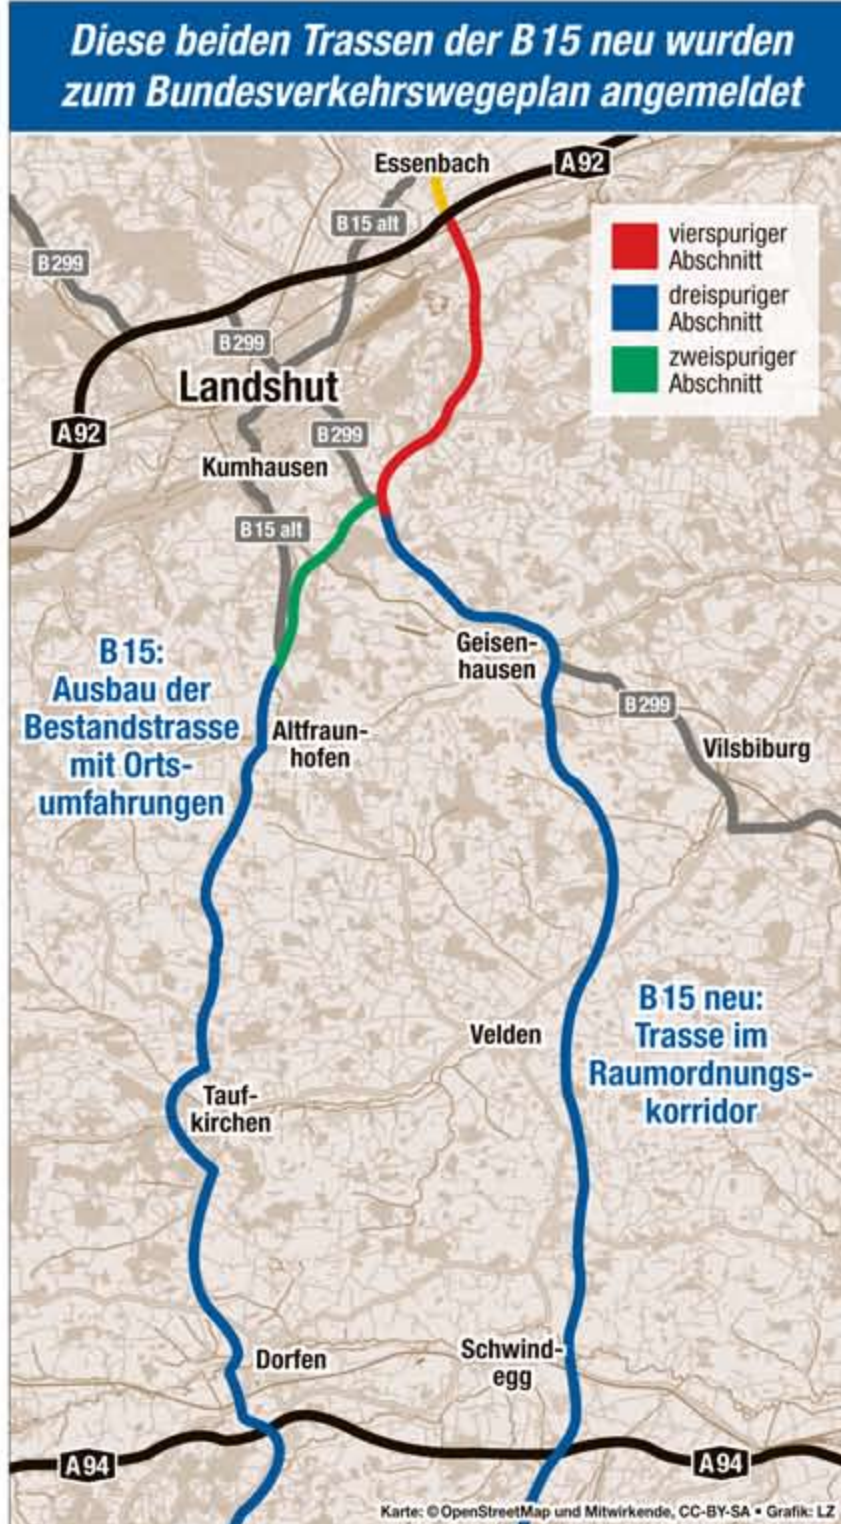 Diese beiden Trassen der B 15 neu wurden
zum Bundesverkehrswegeplan angemeldet
Essenbach
A92
B15 alt
vierspuriger
Abschnitt
dreispuriger
Abschnitt
zweispuriger
Abschnitt
B299
B299
Landshut
A92
B299
Kumhausen
B15 alt
B15:
Ausbau der
Bestandstrasse
mit Orts-
umfahrungen
Geisen-
hausen
B299
Altfraun-
hofen
Vilsbiburg
B15 neu:
Trasse im
Raumordnungs-
korridor
Velden
Tauf-
kirchen
Dorfen
Schwind-
egg
A94
A94
Karte: ©OpenStreetMap und Mitwirkende, CC-BY-SA • Grafik: LZ